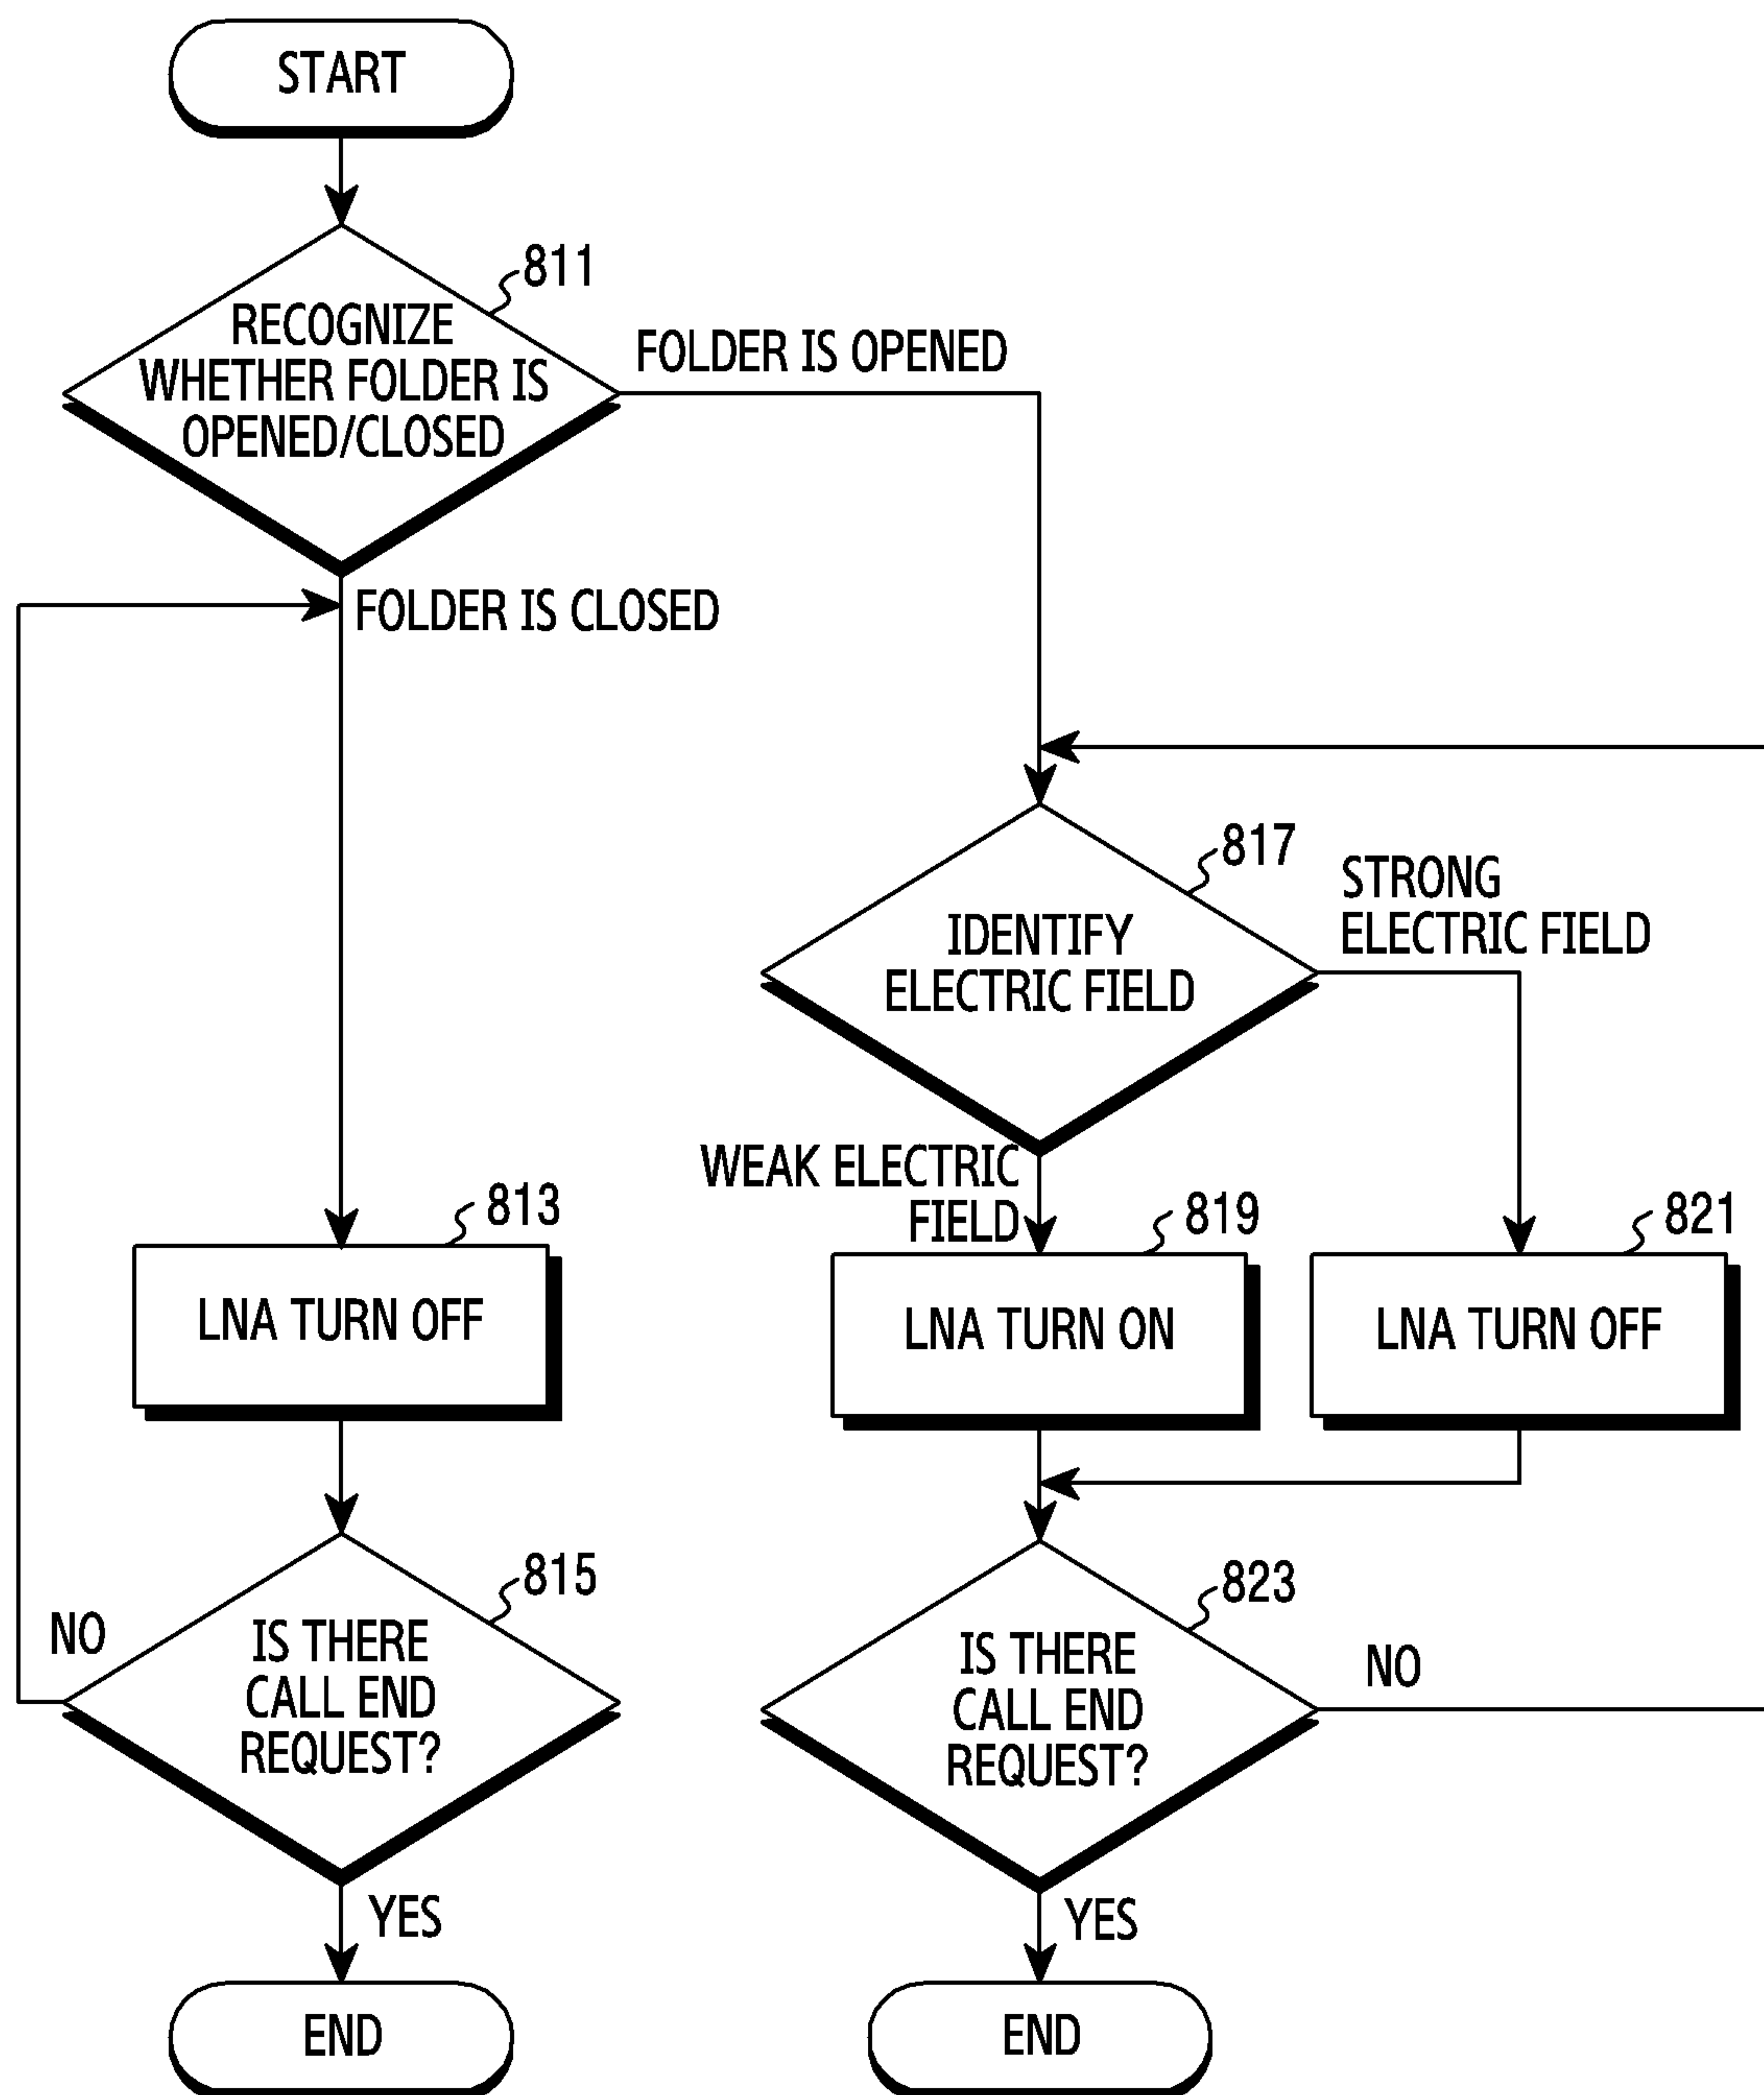 START
811
RECOGNIZE
WHETHER FOLDER IS
OPENED/CLOSED
FOLDER IS OPENED
FOLDER IS CLOSED
817
STRONG
ELECTRIC FIELD
IDENTIFY
ELECTRIC FIELD
WEAK ELECTRIC
FIELD
813
LNA TURN OFF
819
LNA TURN ON
821
LNA TURN OFF
815
NO
IS THERE
CALL END
REQUEST?
YES
END
823
IS THERE
CALL END
REQUEST?
NO
YES
END